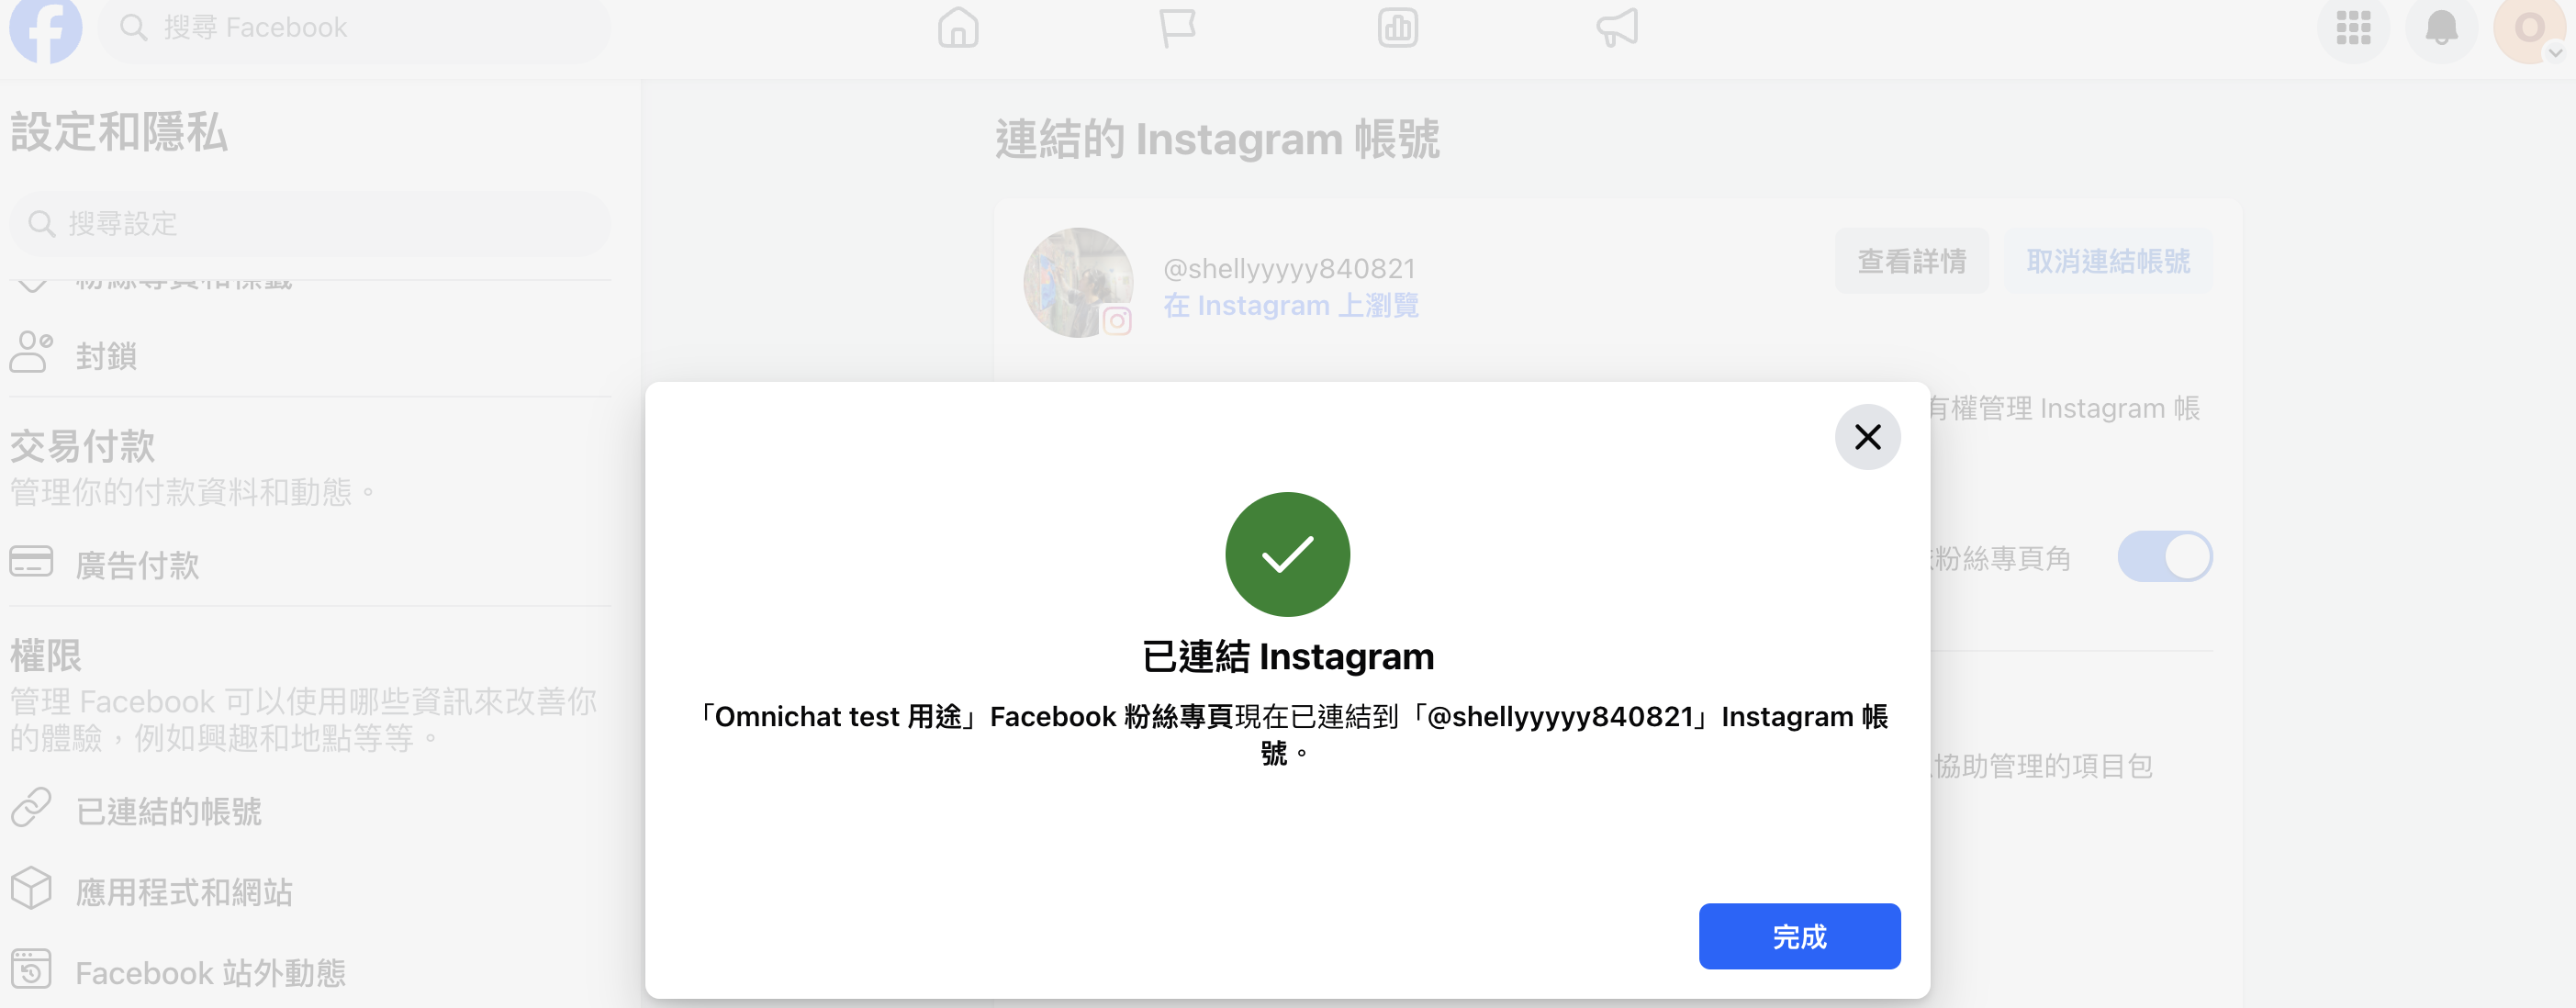 搜尋 Facebook
設定和隱私
搜尋設定
粉絲專頁和標籤
封鎖
交易付款
管理你的付款資料和動態。
廣告付款
權限
管理 Facebook 可以使用哪些資訊來改善你
的體驗，例如興趣和地點等等。
已連結的帳號
應用程式和網站
Facebook 站外動態
連結的 Instagram 帳號
@shellyyyyy840821
在 Instagram 上瀏覽
查看詳情
取消連結帳號
有權管理 Instagram 帳
粉絲專頁角
協助管理的項目包
已連結 Instagram
「Omnichat test 用途」Facebook 粉絲專頁現在已連結到「@shellyyyyy840821」Instagram 帳
號。
完成
O